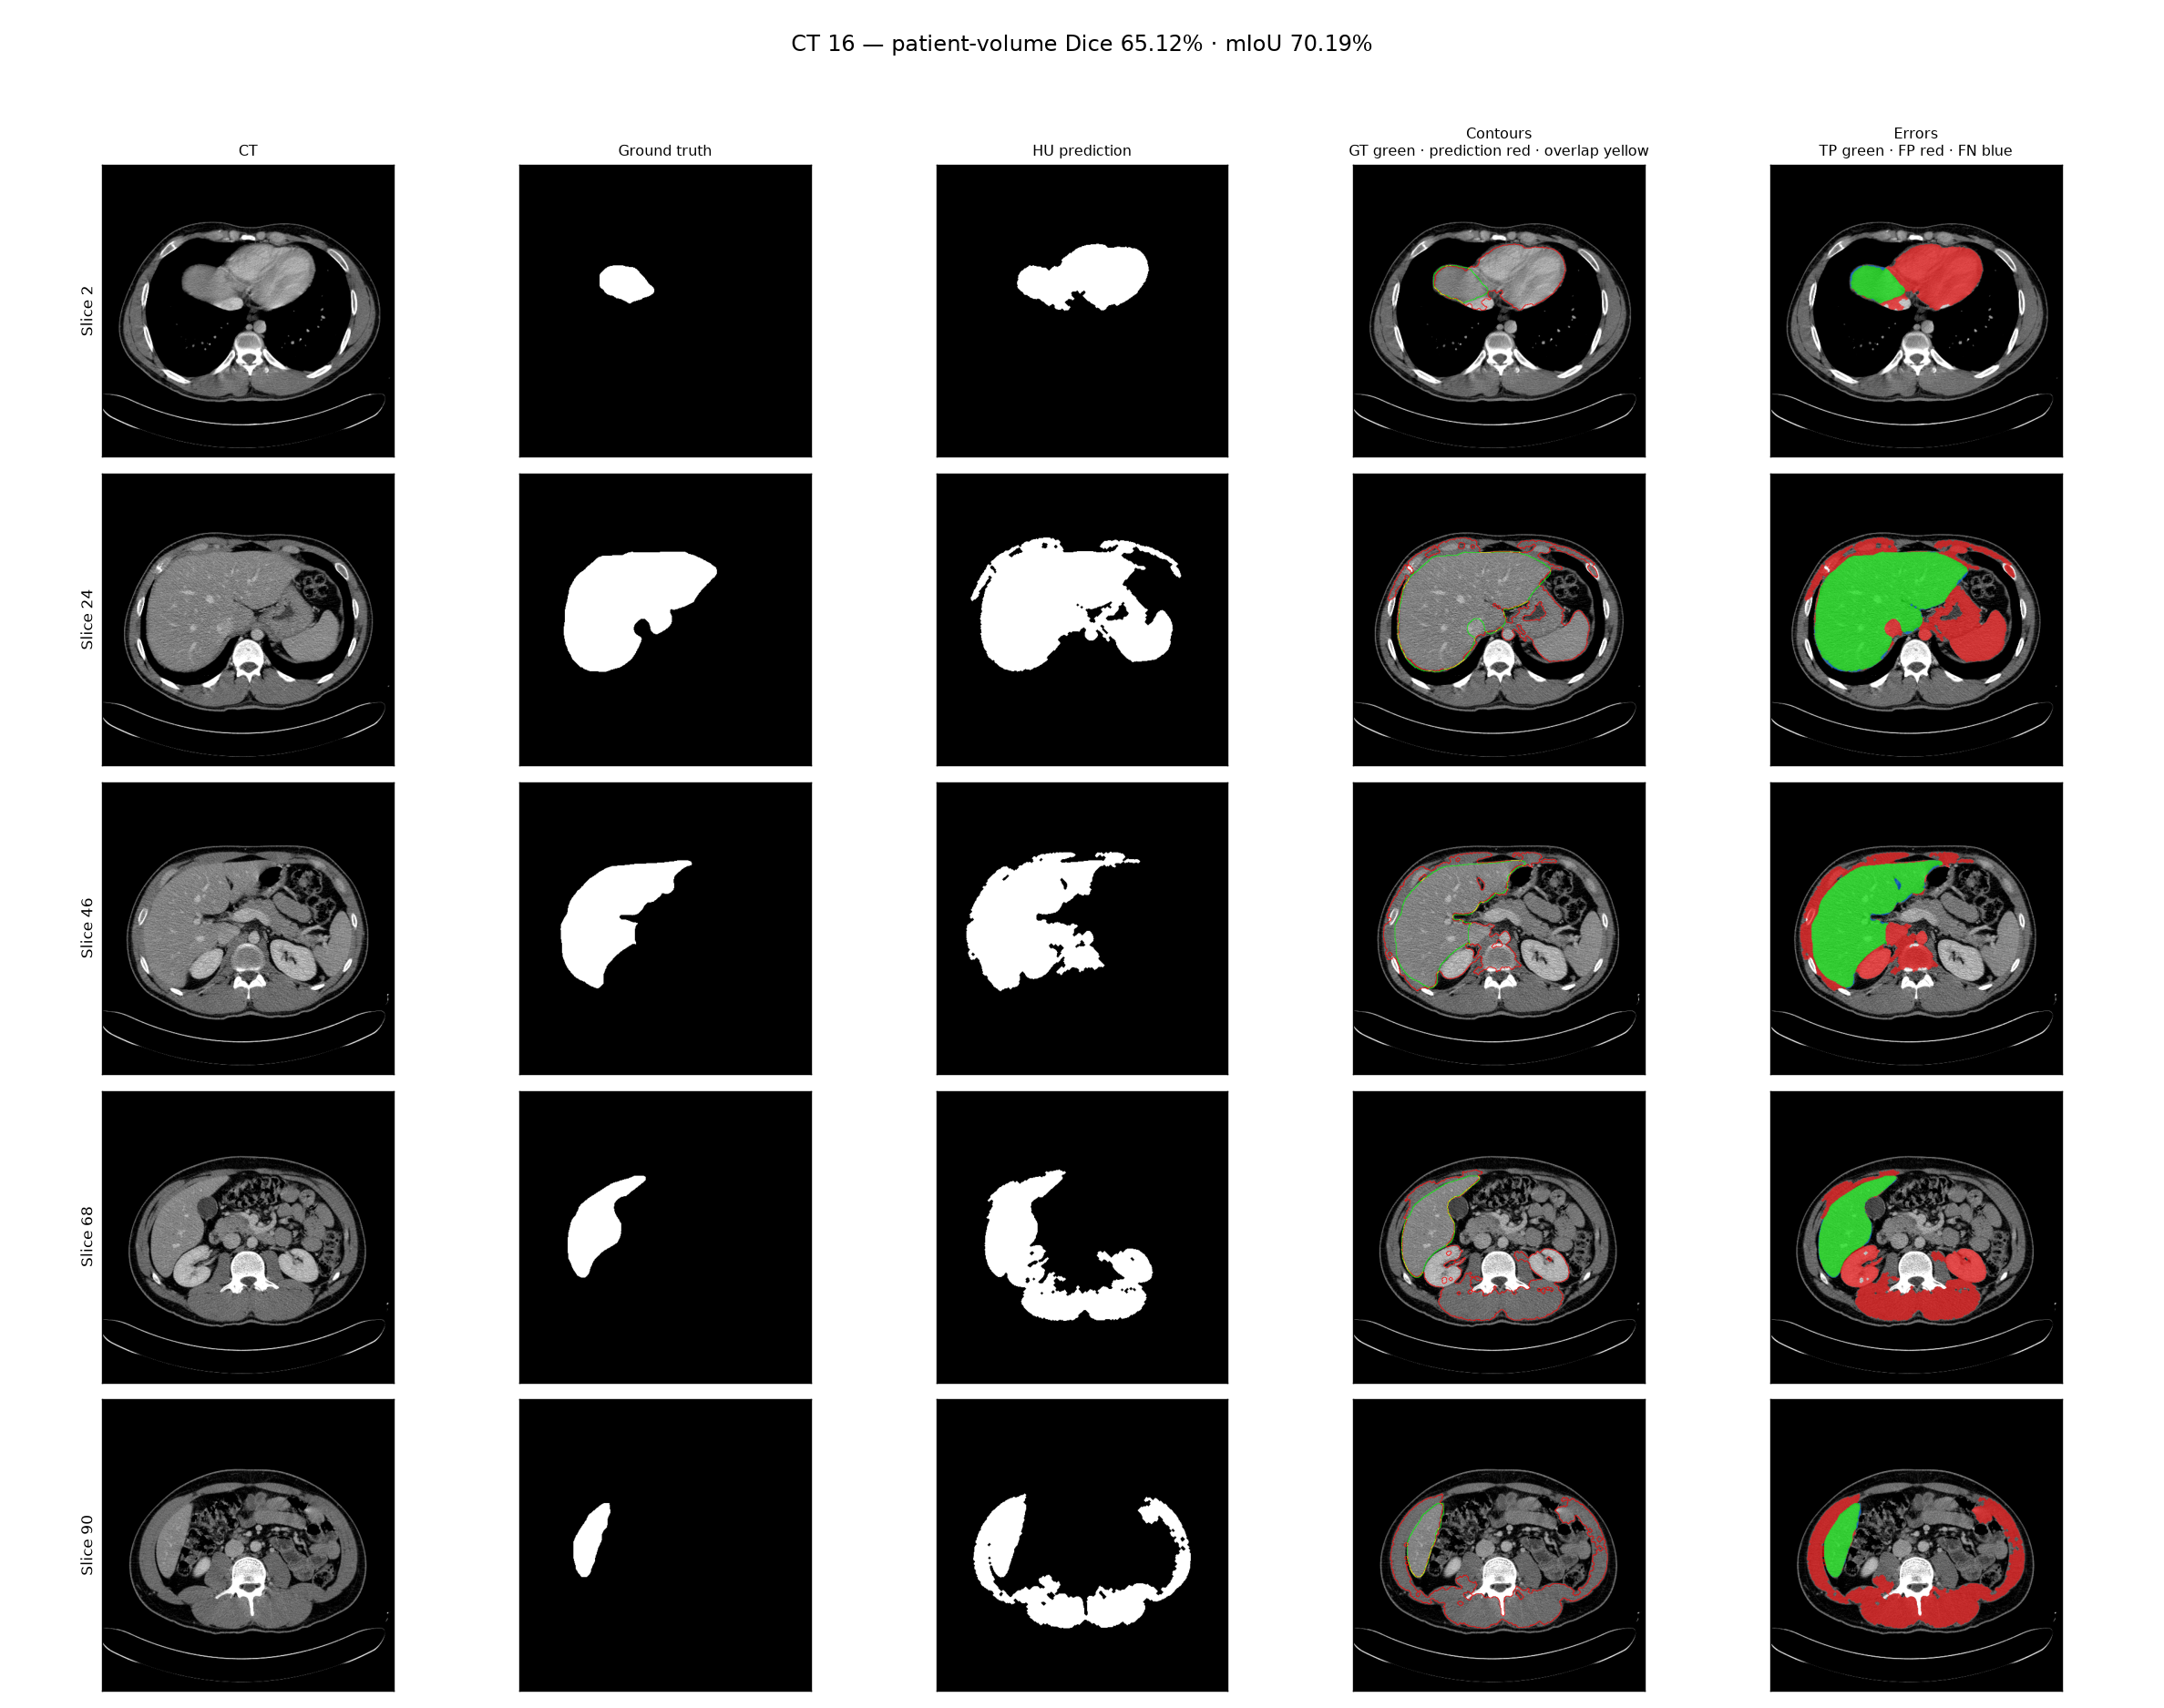 CT 16 — patient-volume Dice 65.12% · mIoU 70.19%
CT
Ground truth
HU prediction
Contours
GT green · prediction red · overlap yellow
Errors
TP green · FP red · FN blue
Slice 2
Slice 24
Slice 46
Slice 68
Slice 90